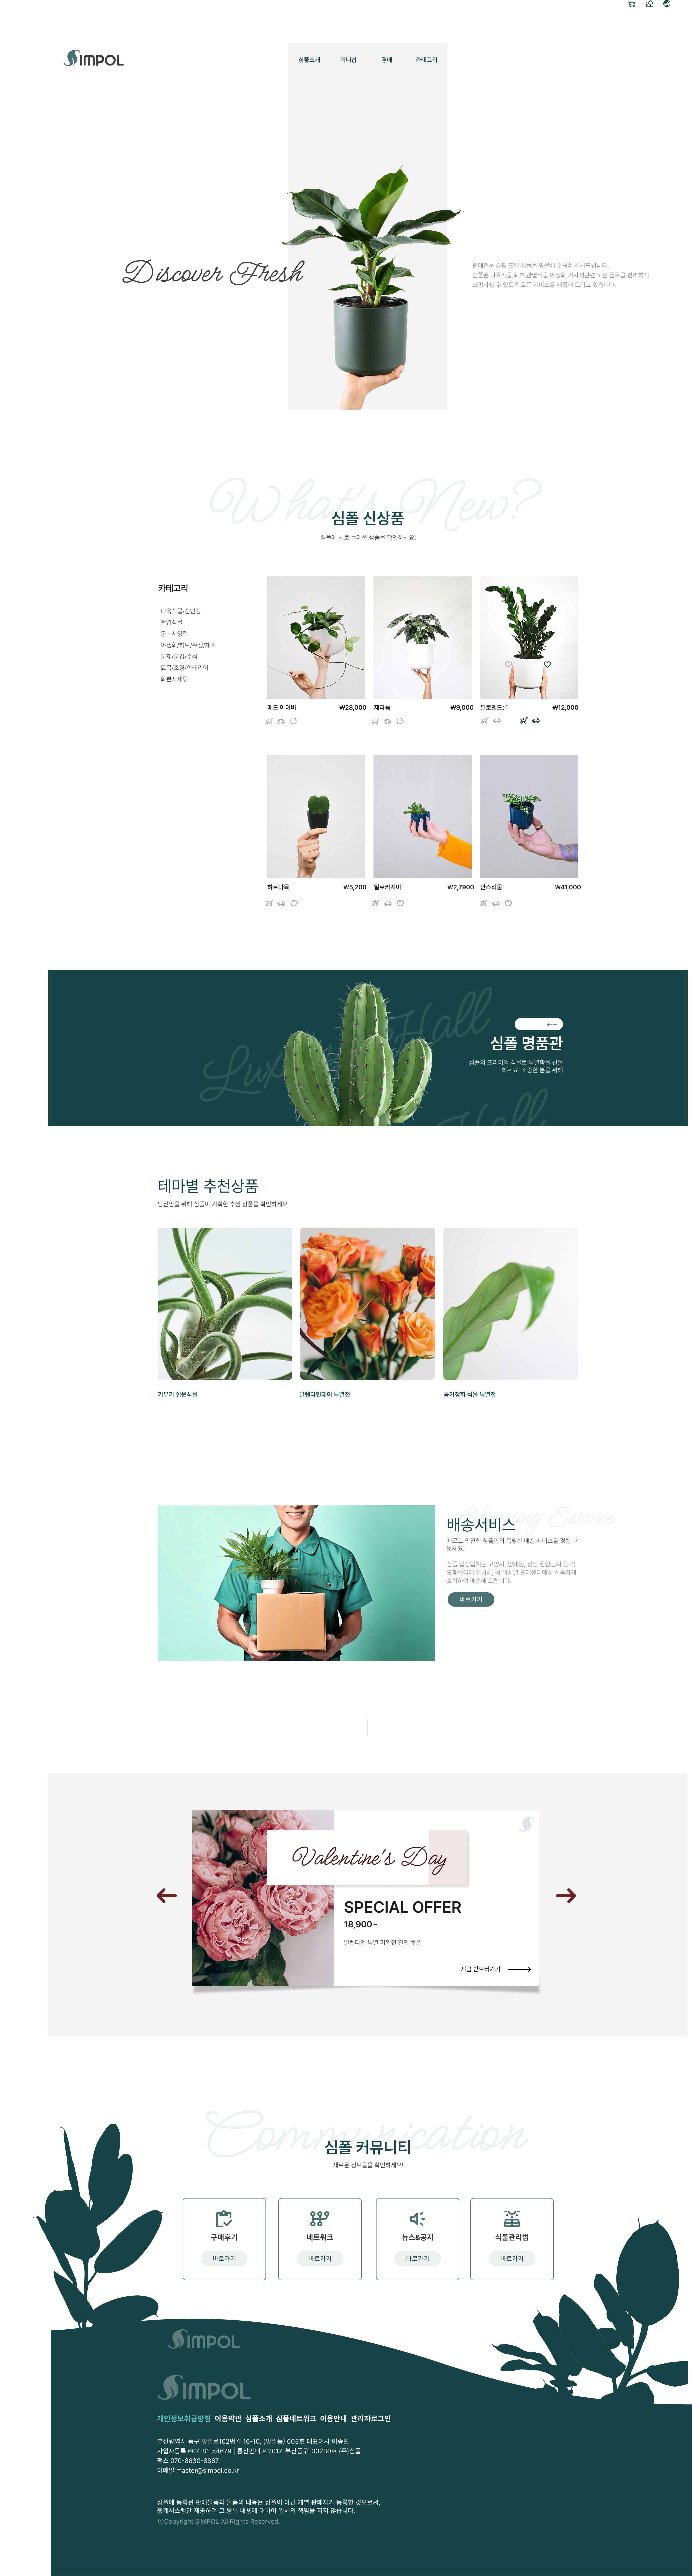 SIMPOL
심폴소개 미니샵 경매 카테고리
Discover Fresh
원예전문 쇼핑 포털 심폴을 방문해 주셔서 감사드립니다.
심폴은 다육식물,화초,관엽식물,야생화,기자재관련 모든 품목을 편리하게
쇼핑하실 수 있도록 모든 서비스를 제공해 드리고 있습니다.
What's New?
심폴 신상품
심폴에 새로 들어온 상품을 확인하세요!
카테고리
다육식물/선인장
관엽식물
동ㆍ서양란
야생화/허브/수생/채소
분재/분경/수석
묘목/조경/인테리어
화분자재류
매드 아이비 ₩28,000
제라늄 ₩9,000
필로덴드론 ₩12,000
하트다육 ₩5,200
알로카시아 ₩2,7900
안스리움 ₩41,000
Hall
Hall
심폴 명품관
심폴의 프리미엄 식물로 특별함을 선물
하세요, 소중한 분을 위해
테마별 추천상품
당신만을 위해 심폴이 기획한 추천 상품을 확인하세요
키우기 쉬운식물
발렌타인데이 특별전
공기정화 식물 특별전
Service
배송서비스
빠르고 안전한 심폴만의 특별한 배송 서비스를 경험 해
보세요!
심폴 입점업체는 고양시, 양재동, 성남 현인단지 등 각
도매센터에 위치해, 각 위치별 도매센터에서 신속하게
조회하여 배송해 드립니다.
바로가기
Valentine's Day
SPECIAL OFFER
18,900~
발렌타인 특별 기획전 할인 쿠폰
지금 받으러가기
Communication
심폴 커뮤니티
새로운 정보들을 확인하세요!
구매후기
바로가기
네트워크
바로가기
뉴스&공지
바로가기
식물관리법
바로가기
SIMPOL
SIMPOL
개인정보취급방침 이용약관 심폴소개 심폴네트워크 이용안내 관리자로그인
부산광역시 동구 범일로102번길 16-10, (범일동) 603호 대표이사 이종민
사업자등록 607-81-54679 | 통신판매 제2017-부산동구-00230호 (주)심폴
팩스 070-8630-8867
이메일 master@simpol.co.kr
심폴에 등록된 판매물품과 물품의 내용은 심폴이 아닌 개별 판매자가 등록한 것으로서,
중계시스템만 제공하며 그 등록 내용에 대하여 일체의 책임을 지지 않습니다.
ⓒCopyright SIMPOL All Rights Reserved.